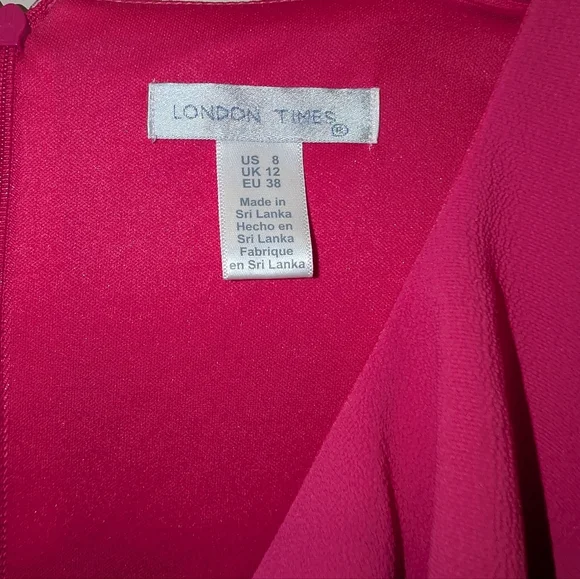 LONDON TIMES®
US 8
UK 12
EU 38
Made in
Sri Lanka
Hecho en
Sri Lanka
Fabrique
en Sri Lanka